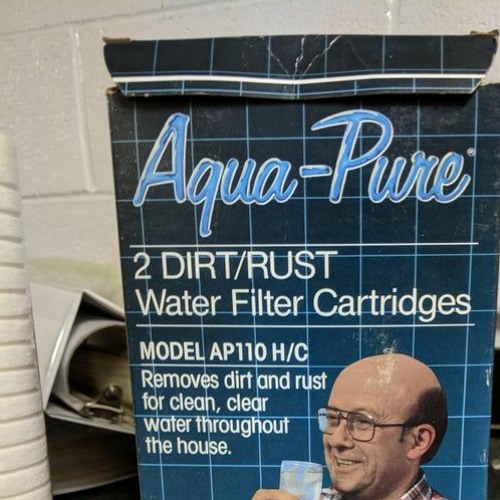 Aqua-Pure®
2 DIRT/RUST
Water Filter Cartridges
MODEL AP110 H/C
Removes dirt and rust
for clean, clear
water throughout
the house.